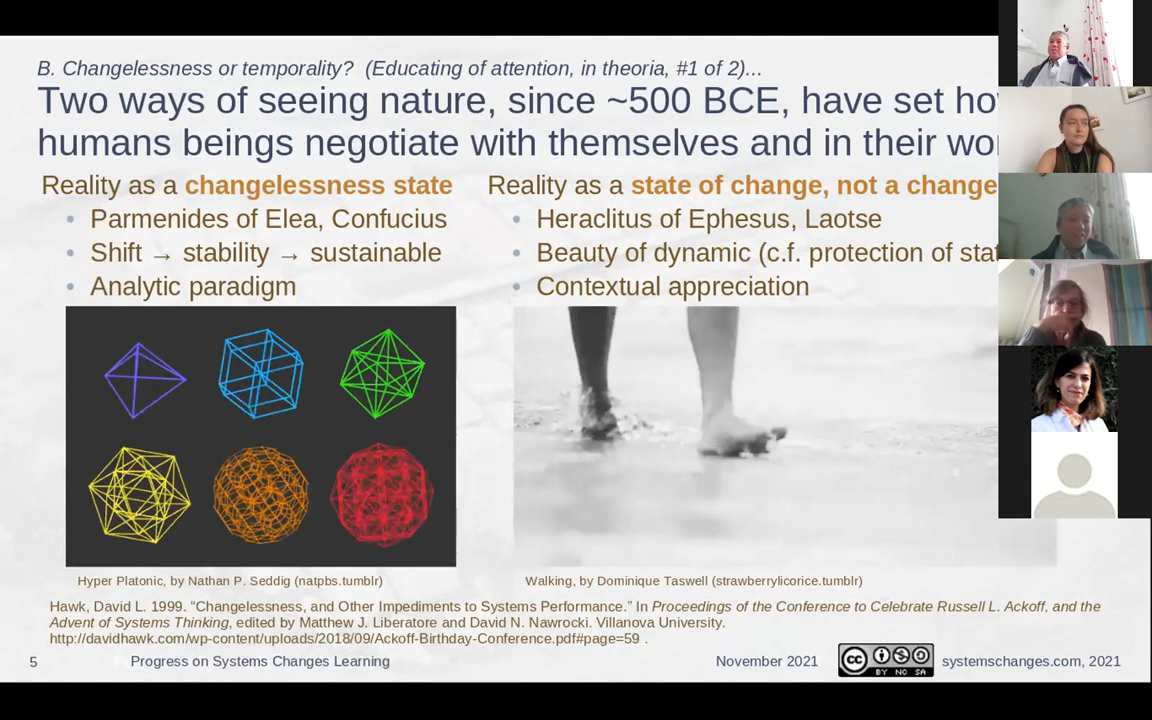 B. Changelessness or temporality?  (Educating of attention, in theoria, #1 of 2)...
Two ways of seeing nature, since ~500 BCE, have set
humans beings negotiate with themselves and in their
Reality as a changelessness state
• Parmenides of Elea, Confucius
• Shift → stability → sustainable
• Analytic paradigm
Reality as a state of change, not a change
• Heraclitus of Ephesus, Laotse
• Beauty of dynamic (c.f. protection of
• Contextual appreciation
Hyper Platonic, by Nathan P. Seddig (natpbs.tumblr)
Walking, by Dominique Taswell (strawberrylicorice.tumblr)
Hawk, David L. 1999. “Changelessness, and Other Impediments to Systems Performance.” In Proceedings of the Conference to Celebrate Russell L. Ackoff, and the
Advent of Systems Thinking, edited by Matthew J. Liberatore and David N. Nawrocki. Villanova University.
http://davidhawk.com/wp-content/uploads/2018/09/Ackoff-Birthday-Conference.pdf#page=59 .
5
Progress on Systems Changes Learning
November 2021
cc BY NC SA
systemschanges.com, 2021